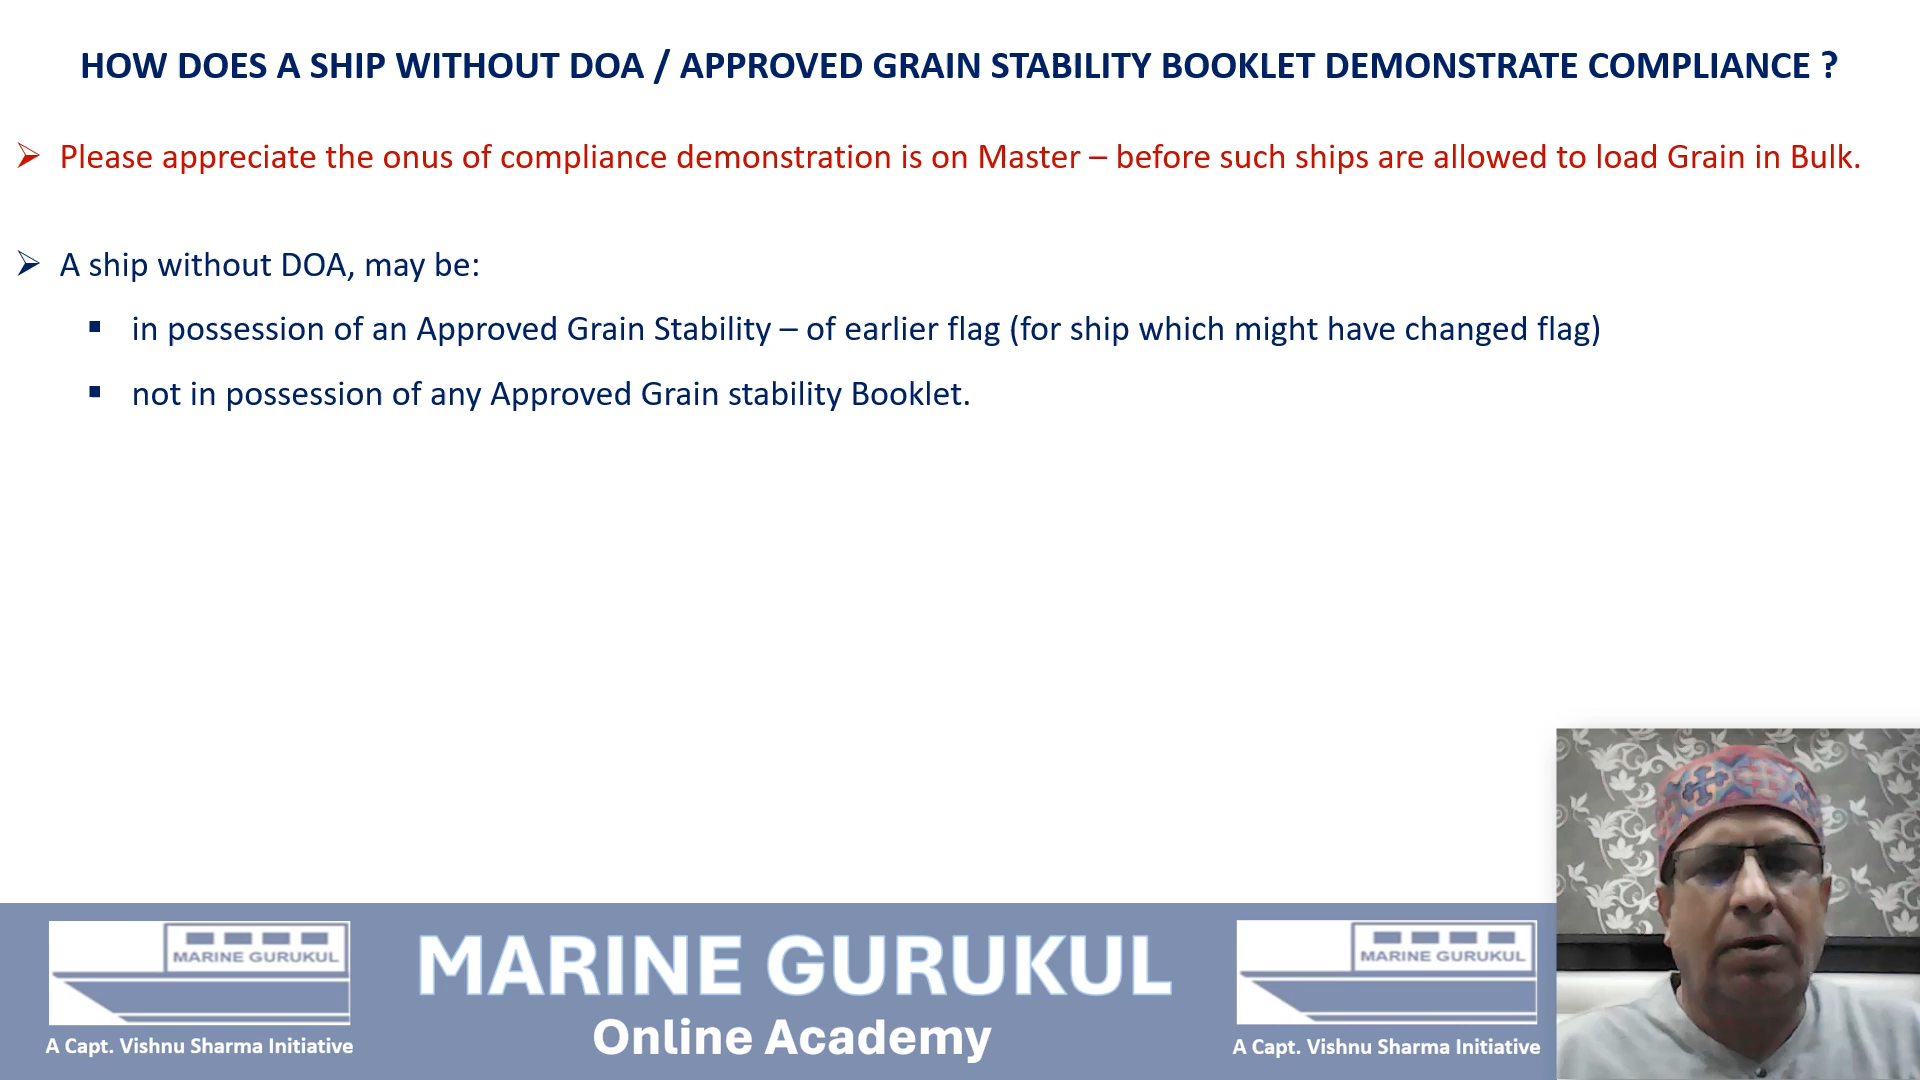 HOW DOES A SHIP WITHOUT DOA / APPROVED GRAIN STABILITY BOOKLET DEMONSTRATE COMPLIANCE ?
➢ Please appreciate the onus of compliance demonstration is on Master – before such ships are allowed to load Grain in Bulk.
➢ A ship without DOA, may be:
▪ in possession of an Approved Grain Stability – of earlier flag (for ship which might have changed flag)
▪ not in possession of any Approved Grain stability Booklet.
MARINE GURUKUL
A Capt. Vishnu Sharma Initiative
MARINE GURUKUL
Online Academy
MARINE GURUKUL
A Capt. Vishnu Sharma Initiative